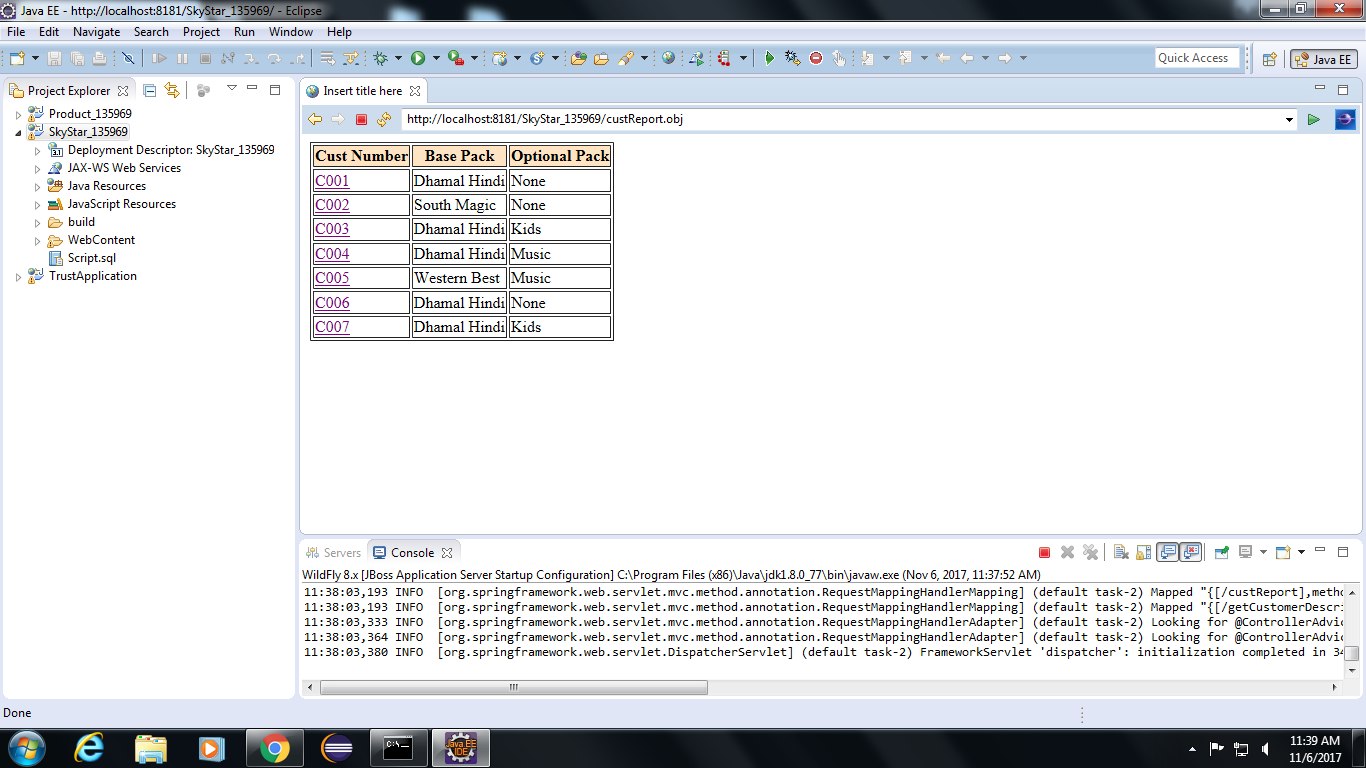 Java EE - http://localhost:8181/SkyStar_135969/ - Eclipse
File Edit Navigate Search Project Run Window Help
Quick Access
Java EE
Project Explorer
Product_135969
SkyStar_135969
Deployment Descriptor: SkyStar_135969
JAX-WS Web Services
Java Resources
JavaScript Resources
build
WebContent
Script.sql
TrustApplication
Insert title here
http://localhost:8181/SkyStar_135969/custReport.obj
Cust Number Base Pack Optional Pack
C001 Dhamal Hindi None
C002 South Magic None
C003 Dhamal Hindi Kids
C004 Dhamal Hindi Music
C005 Western Best Music
C006 Dhamal Hindi None
C007 Dhamal Hindi Kids
Servers Console
WildFly 8.x [JBoss Application Server Startup Configuration] C:\Program Files (x86)\Java\jdk1.8.0_77\bin\javaw.exe (Nov 6, 2017, 11:37:52 AM)
11:38:03,193 INFO [org.springframework.web.servlet.mvc.method.annotation.RequestMappingHandlerMapping] (default task-2) Mapped "{[/custReport],metho
11:38:03,193 INFO [org.springframework.web.servlet.mvc.method.annotation.RequestMappingHandlerMapping] (default task-2) Mapped "{[/getCustomerDescri
11:38:03,333 INFO [org.springframework.web.servlet.mvc.method.annotation.RequestMappingHandlerAdapter] (default task-2) Looking for @ControllerAdvic
11:38:03,364 INFO [org.springframework.web.servlet.mvc.method.annotation.RequestMappingHandlerAdapter] (default task-2) Looking for @ControllerAdvic
11:38:03,380 INFO [org.springframework.web.servlet.DispatcherServlet] (default task-2) FrameworkServlet 'dispatcher': initialization completed in 34
Done
C:\
Java EE
IDE
11:39 AM
11/6/2017